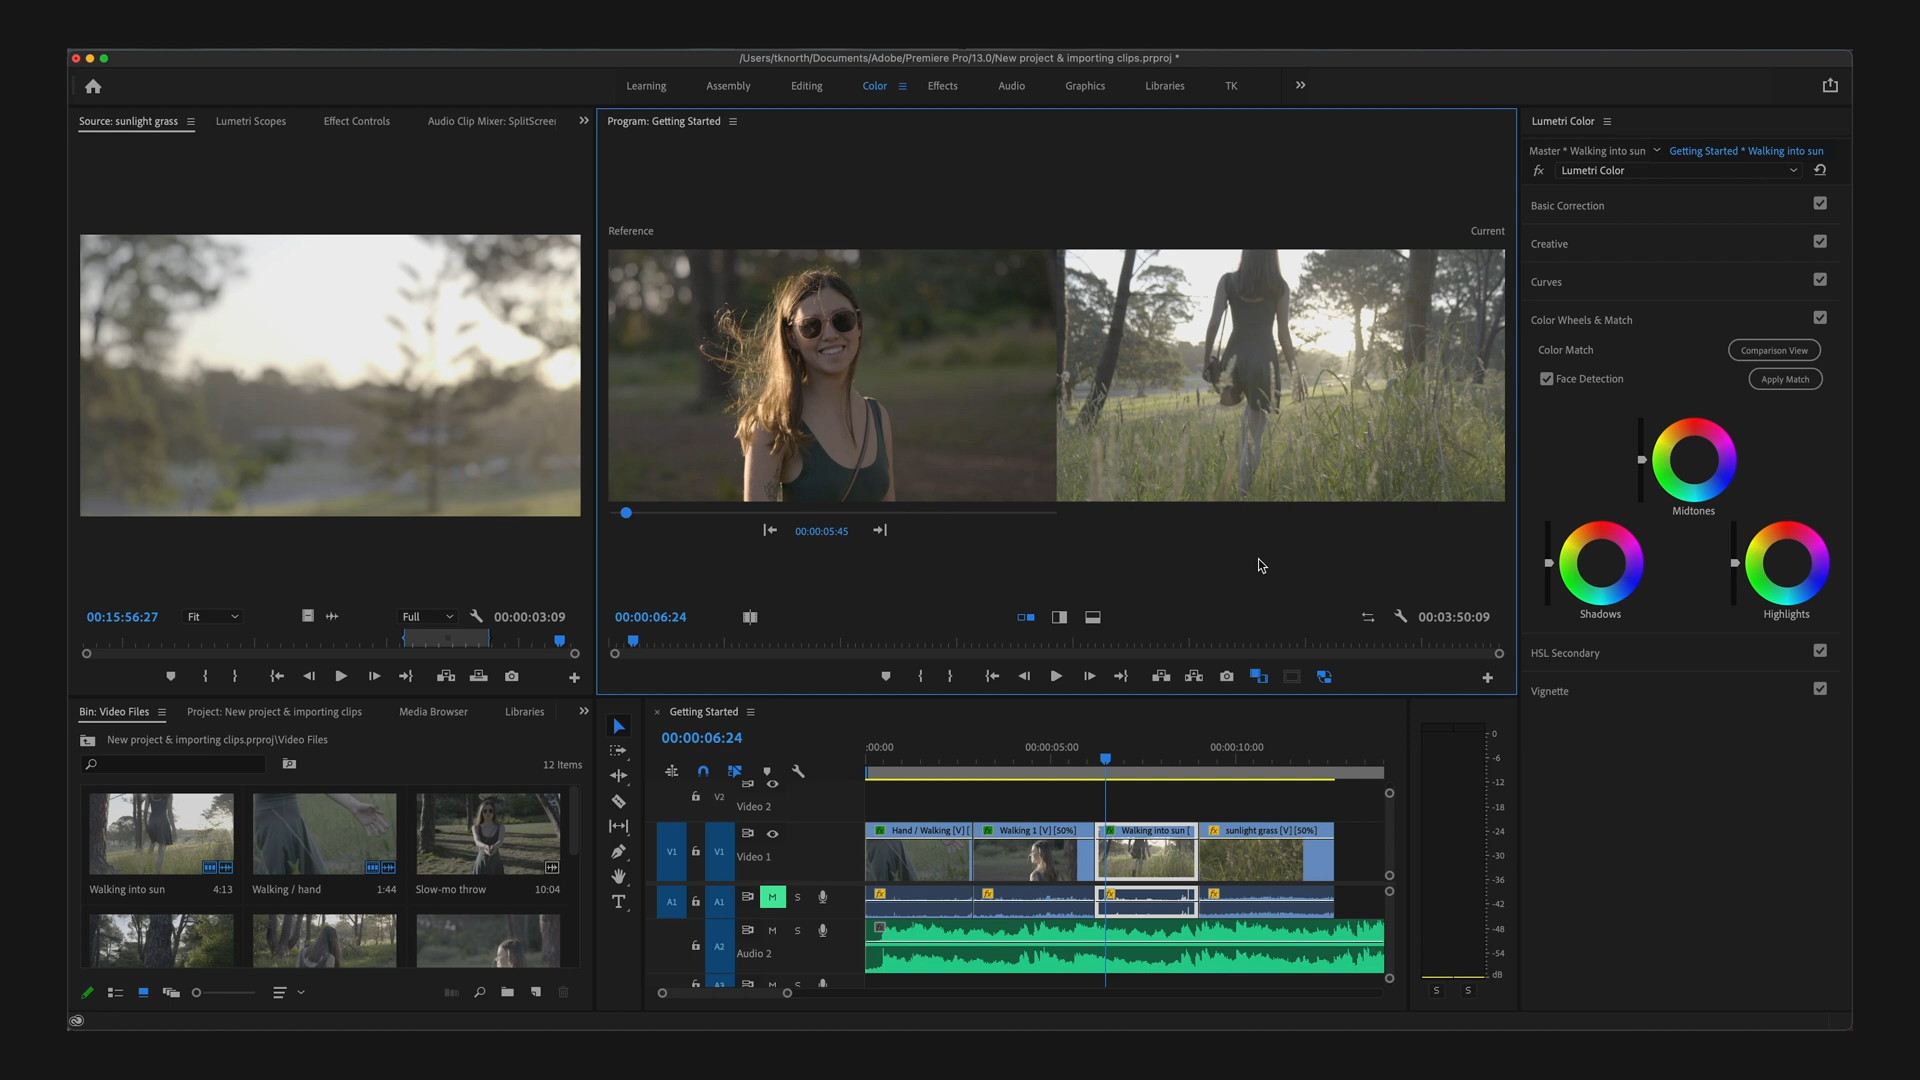 /Users/tknorth/Documents/Adobe/Premiere Pro/13.0/New project & importing clips.prproj *
Learning Assembly Editing Color Effects Audio Graphics Libraries TK
Source: sunlight grass Lumetri Scopes Effect Controls Audio Clip Mixer: SplitScreen
Program: Getting Started
Lumetri Color
Master * Walking into sun Getting Started * Walking into sun
fx Lumetri Color
Basic Correction
Creative
Curves
Color Wheels & Match
Color Match Comparison View
Face Detection Apply Match
Midtones
Shadows Highlights
HSL Secondary
Vignette
Reference Current
00:00:05:45
00:15:56:27 Fit Full 00:00:03:09
00:00:06:24 00:03:50:09
Bin: Video Files Project: New project & importing clips Media Browser Libraries
New project & importing clips.prproj\Video Files
12 Items
Walking into sun 4:13
Walking / hand 1:44
Slow-mo throw 10:04
Getting Started
00:00:06:24
:00:00 00:00:05:00 00:00:10:00
V2 Video 2
V1 V1 Video 1
Hand / Walking [V] [ Walking 1 [V] [50%] Walking into sun [ sunlight grass [V] [50%]
A1 A1 M S
A2 M S
Audio 2
A3 M S
0
-6
-12
-18
-24
-30
-36
-42
-48
-54
dB
S S